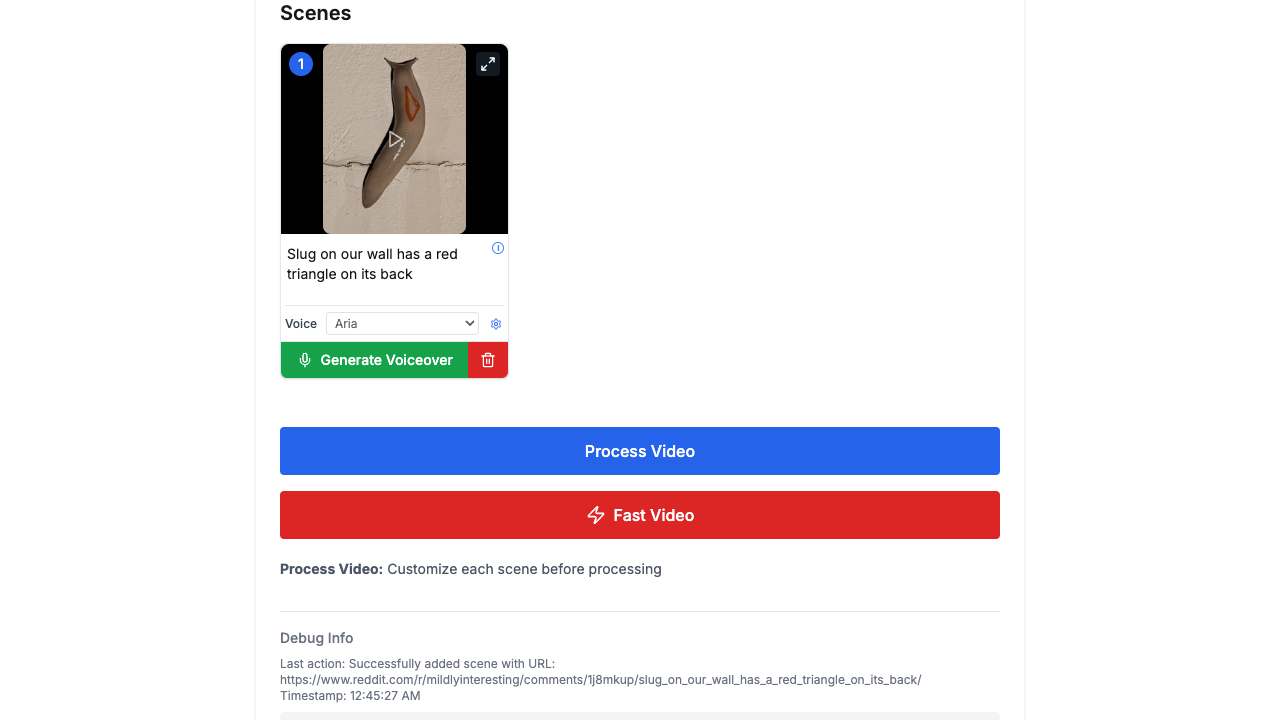 Scenes
1
Slug on our wall has a red
triangle on its back
Voice
Aria
Generate Voiceover
Process Video
Fast Video
Process Video: Customize each scene before processing
Debug Info
Last action: Successfully added scene with URL:
https://www.reddit.com/r/mildlyinteresting/comments/1j8mkup/slug_on_our_wall_has_a_red_triangle_on_its_back/
Timestamp: 12:45:27 AM